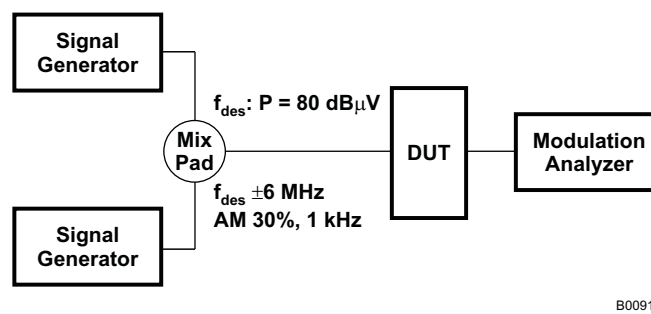 Signal
Generator
f_des: P = 80 dBμV
Mix
Pad
DUT
Modulation
Analyzer
f_des ±6 MHz
AM 30%, 1 kHz
Signal
Generator
B0091